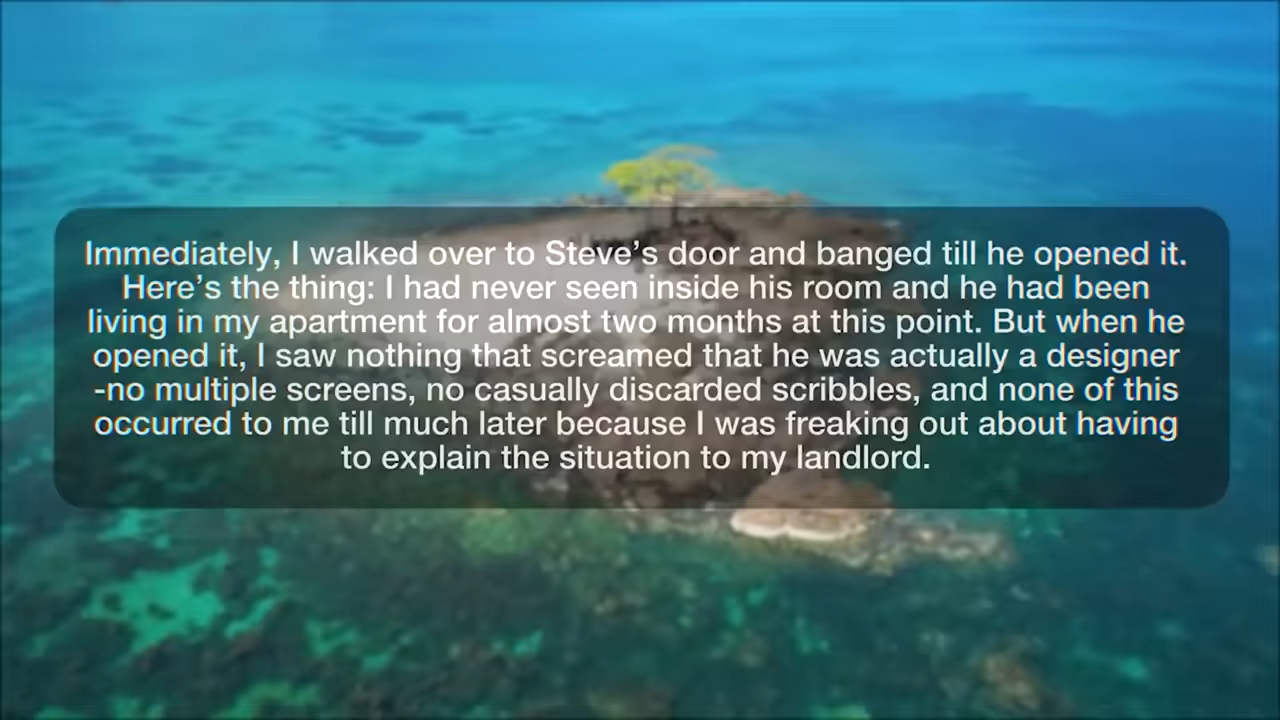 Immediately, I walked over to Steve's door and banged till he opened it.
Here's the thing: I had never seen inside his room and he had been
living in my apartment for almost two months at this point. But when he
opened it, I saw nothing that screamed that he was actually a designer
-no multiple screens, no casually discarded scribbles, and none of this
occurred to me till much later because I was freaking out about having
to explain the situation to my landlord.